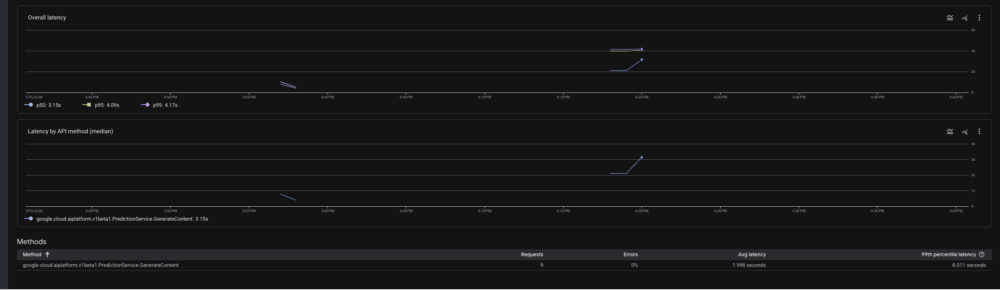 Overall latency
6s
4s
2s
0
UTC+5:30 3:45 PM 3:50 PM 3:55 PM 4:00 PM 4:05 PM 4:10 PM 4:15 PM 4:20 PM 4:25 PM 4:30 PM 4:35 PM 4:40 PM
p50: 3.15s p95: 4.09s p99: 4.17s
Latency by API method (median)
4s
3s
2s
1s
0
UTC+5:30 3:45 PM 3:50 PM 3:55 PM 4:00 PM 4:05 PM 4:10 PM 4:15 PM 4:20 PM 4:25 PM 4:30 PM 4:35 PM 4:40 PM
google.cloud.aiplatform.v1beta1.PredictionService.GenerateContent: 3.15s
Methods
Method Requests Errors Avg latency 99th percentile latency
google.cloud.aiplatform.v1beta1.PredictionService.GenerateContent 9 0% 1.998 seconds 8.011 seconds